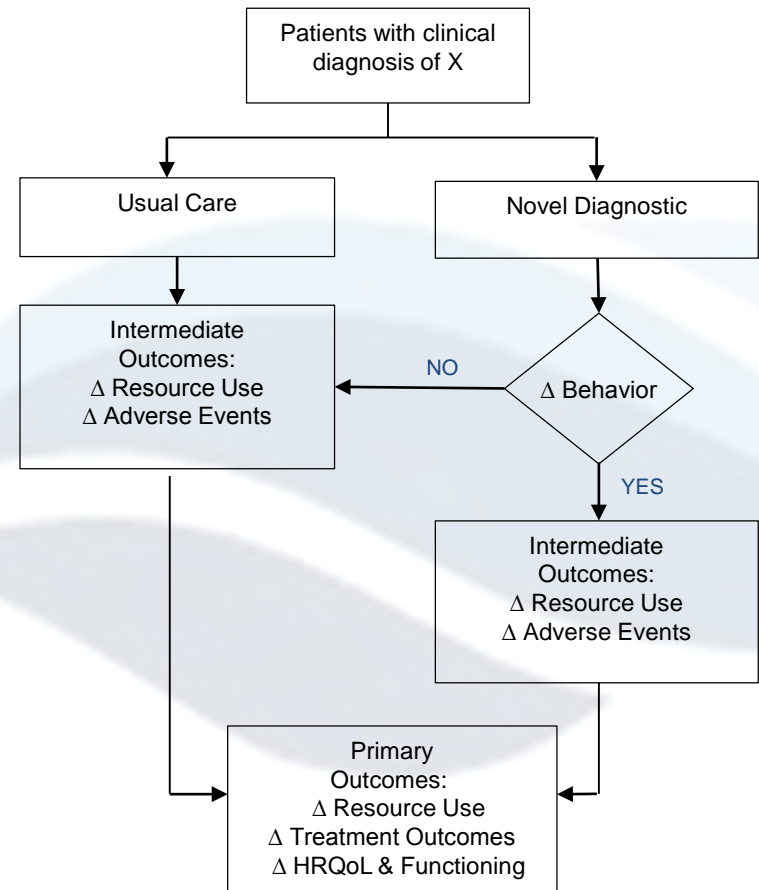 Patients with clinical
diagnosis of X
Usual Care
Novel Diagnostic
Intermediate
Outcomes:
Δ Resource Use
Δ Adverse Events
NO
Δ Behavior
YES
Intermediate
Outcomes:
Δ Resource Use
Δ Adverse Events
Primary
Outcomes:
Δ Resource Use
Δ Treatment Outcomes
Δ HRQoL & Functioning